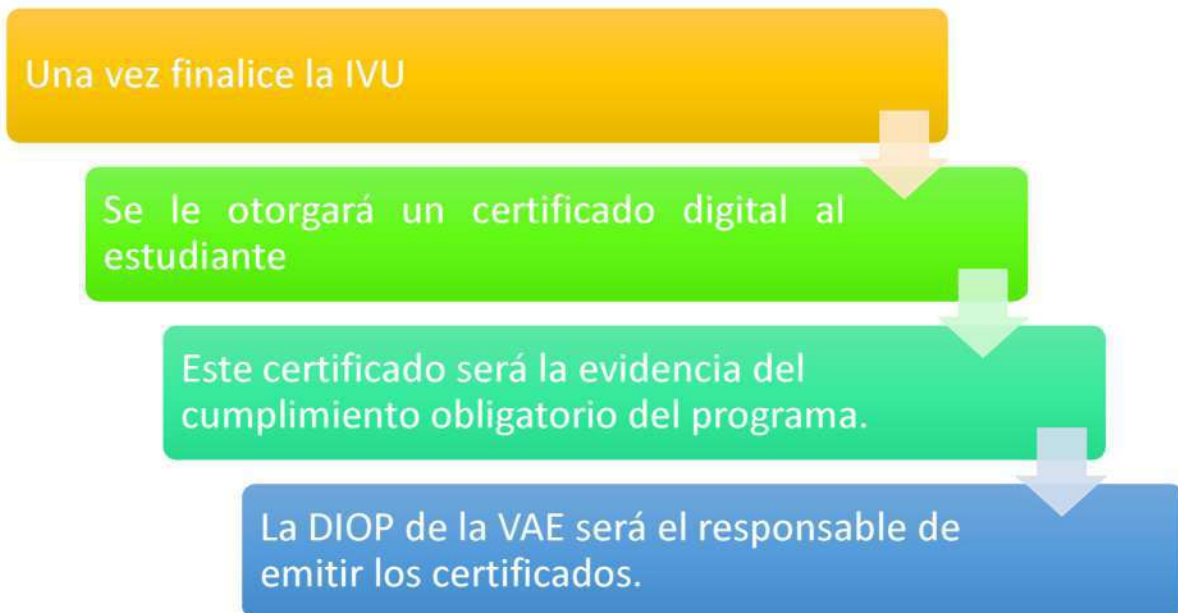 Una vez finalice la IVU
Se le otorgará un certificado digital al
estudiante
Este certificado será la evidencia del
cumplimiento obligatorio del programa.
La DIOP de la VAE será el responsable de
emitir los certificados.